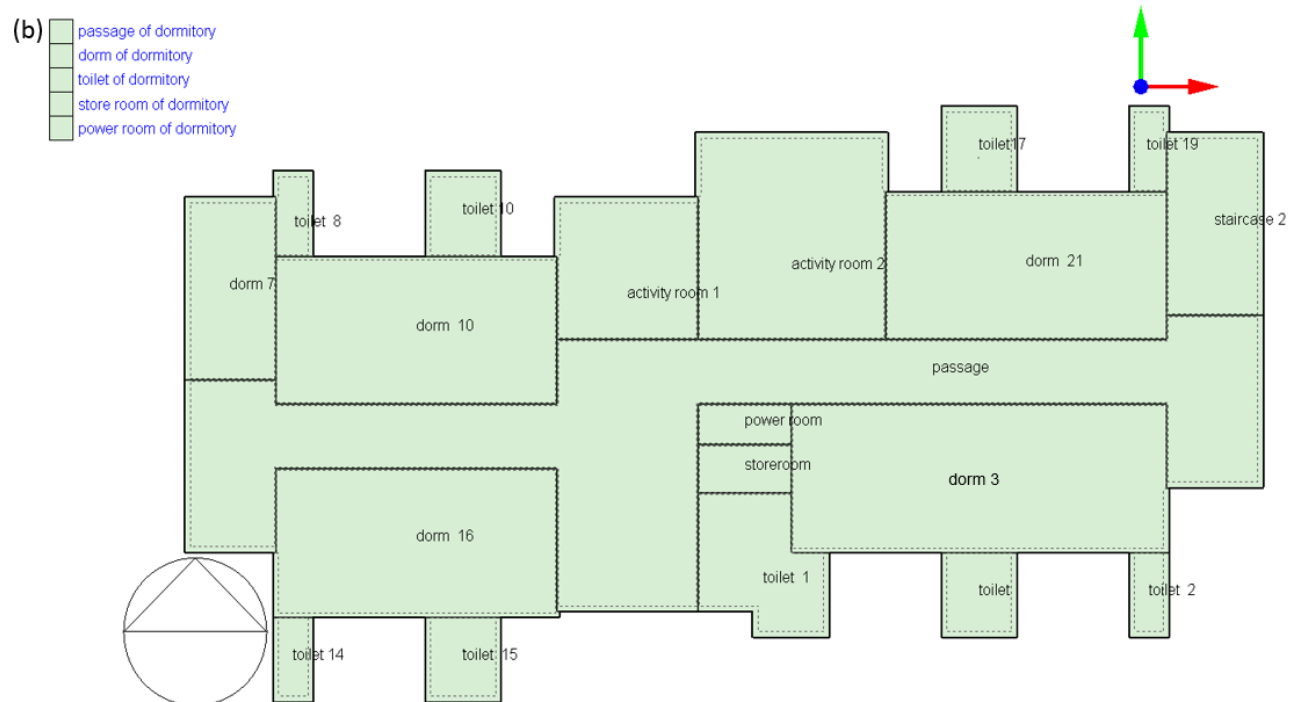 (b)
passage of dormitory
dorm of dormitory
toilet of dormitory
store room of dormitory
power room of dormitory
toilet17
toilet 19
toilet 8
toilet 10
staircase 2
dorm 7
activity room 1
activity room 2
dorm 21
dorm 10
passage
power room
storeroom
dorm 3
dorm 16
toilet 1
toilet
toilet 2
toilet 14
toilet 15